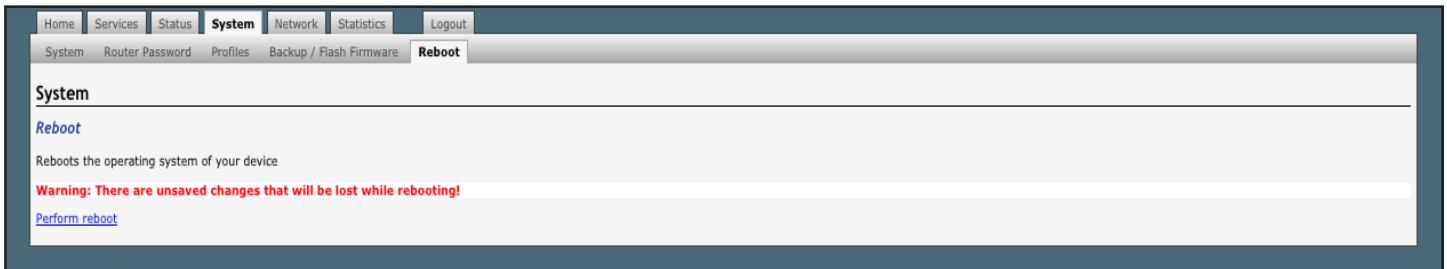 Home Services Status System Network Statistics Logout
System Router Password Profiles Backup / Flash Firmware Reboot
System
Reboot
Reboots the operating system of your device
Warning: There are unsaved changes that will be lost while rebooting!
Perform reboot